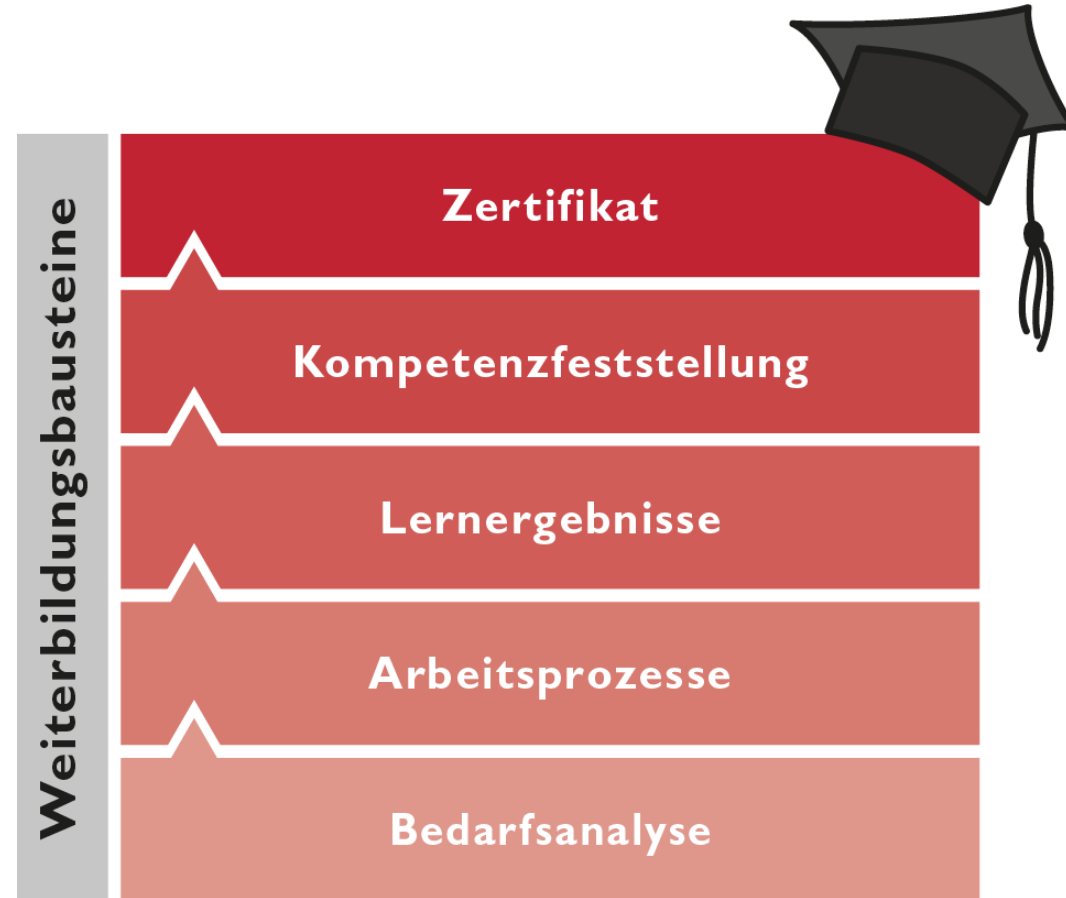 Weiterbildungsbausteine
Zertifikat
Kompetenzfeststellung
Lernergebnisse
Arbeitsprozesse
Bedarfsanalyse